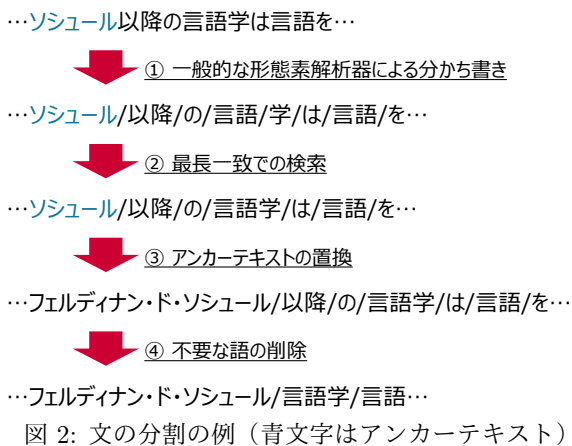 …ソシュール以降の言語学は言語を…
① 一般的な形態素解析器による分かち書き
…ソシュール/以降/の/言語/学/は/言語/を…
② 最長一致での検索
…ソシュール/以降/の/言語学/は/言語/を…
③ アンカーテキストの置換
…フェルディナン・ド・ソシュール/以降/の/言語学/は/言語/を…
④ 不要な語の削除
…フェルディナン・ド・ソシュール/言語学/言語…
図 2: 文の分割の例（青文字はアンカーテキスト）